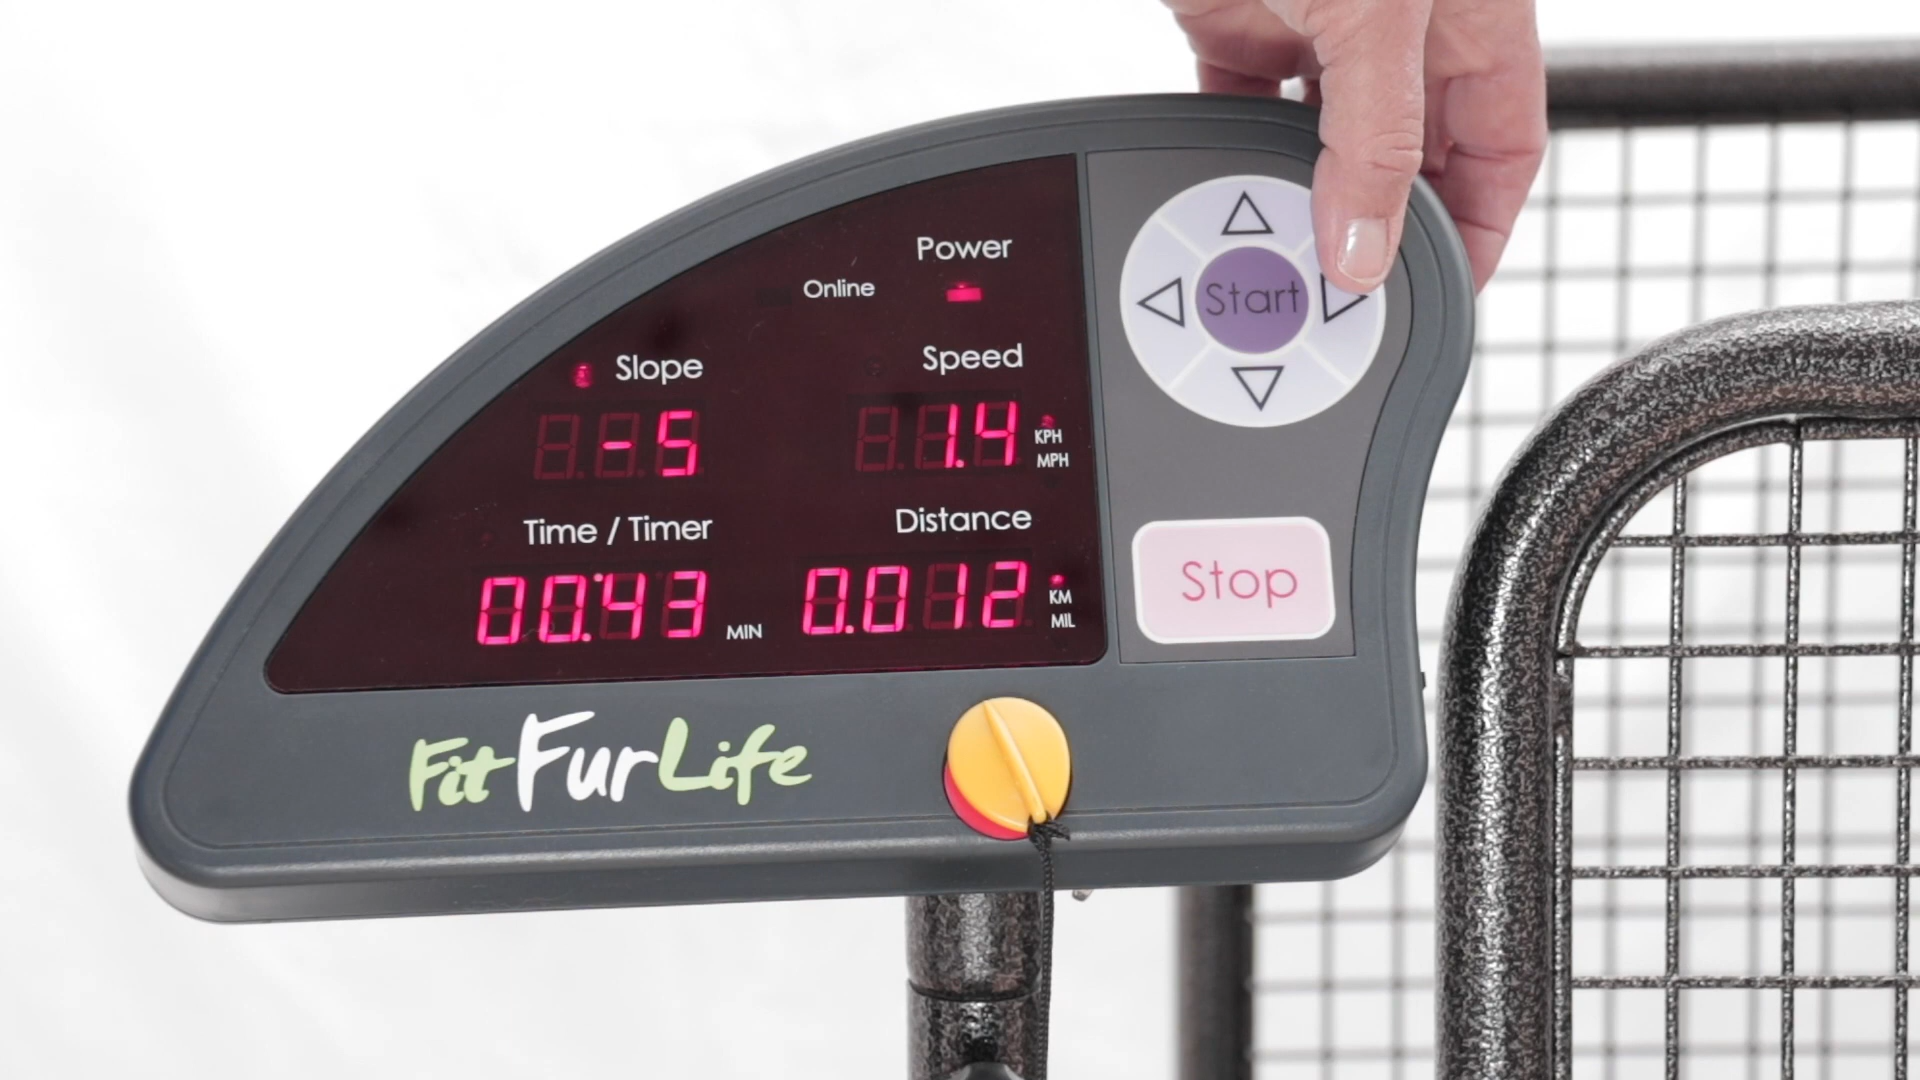 Power
Online
Slope
Speed
-5
1.4
KPH
MPH
Time / Timer
Distance
00:43
MIN
0.012
KM
MIL
Start
Stop
FitFurLife